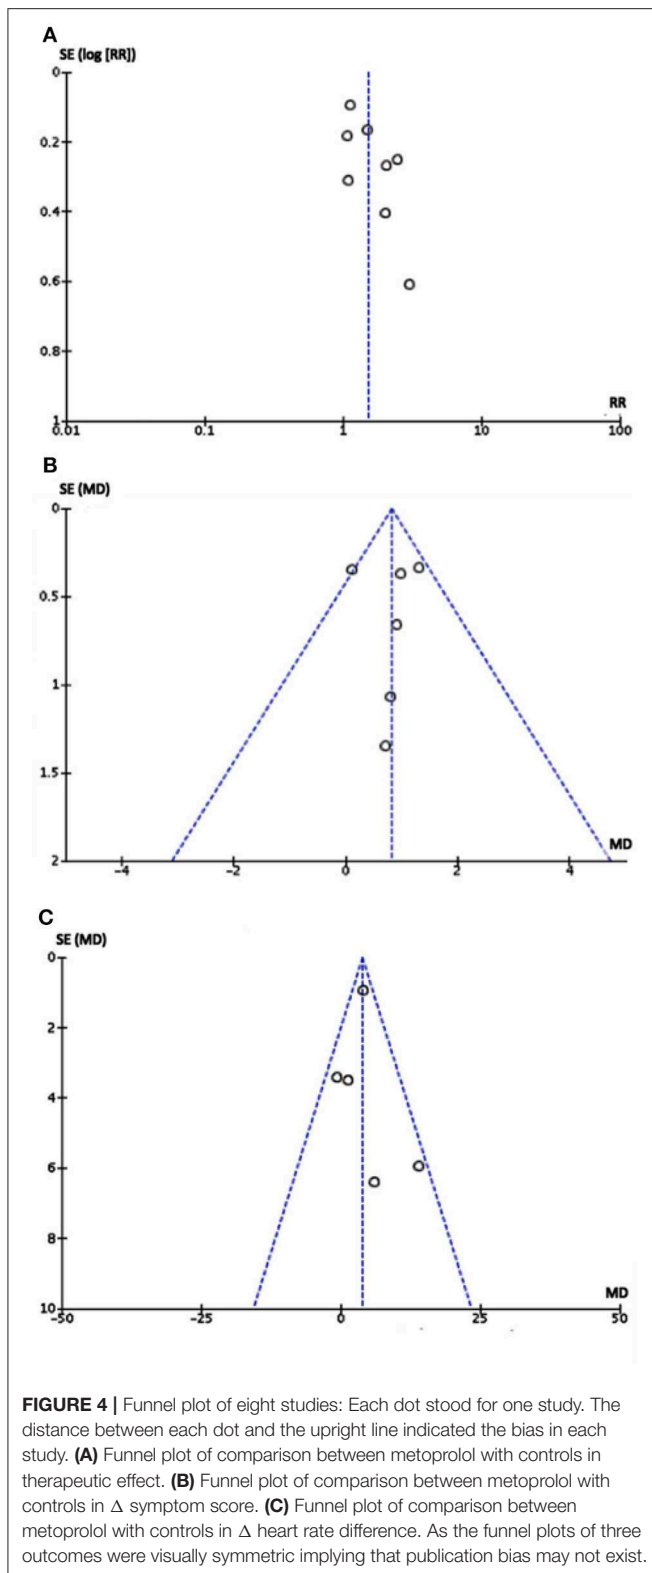 A
SE (log [RR])
0
0.2
0.4
0.6
0.8
1
RR
0.01 0.1 1 10 100
B
SE (MD)
0
0.5
1
1.5
2
MD
-4 -2 0 2 4
C
SE (MD)
0
2
4
6
8
10
MD
-50 -25 0 25 50
FIGURE 4 | Funnel plot of eight studies: Each dot stood for one study. The
distance between each dot and the upright line indicated the bias in each
study. (A) Funnel plot of comparison between metoprolol with controls in
therapeutic effect. (B) Funnel plot of comparison between metoprolol with
controls in Δ symptom score. (C) Funnel plot of comparison between
metoprolol with controls in Δ heart rate difference. As the funnel plots of three
outcomes were visually symmetric implying that publication bias may not exist.